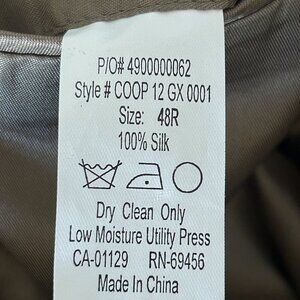 P/O# 4900000062
Style # COOP 12 GX 0001
Size: 48R
100% Silk
Dry Clean Only
Low Moisture Utility Press
CA-01129 RN-69456
Made In China